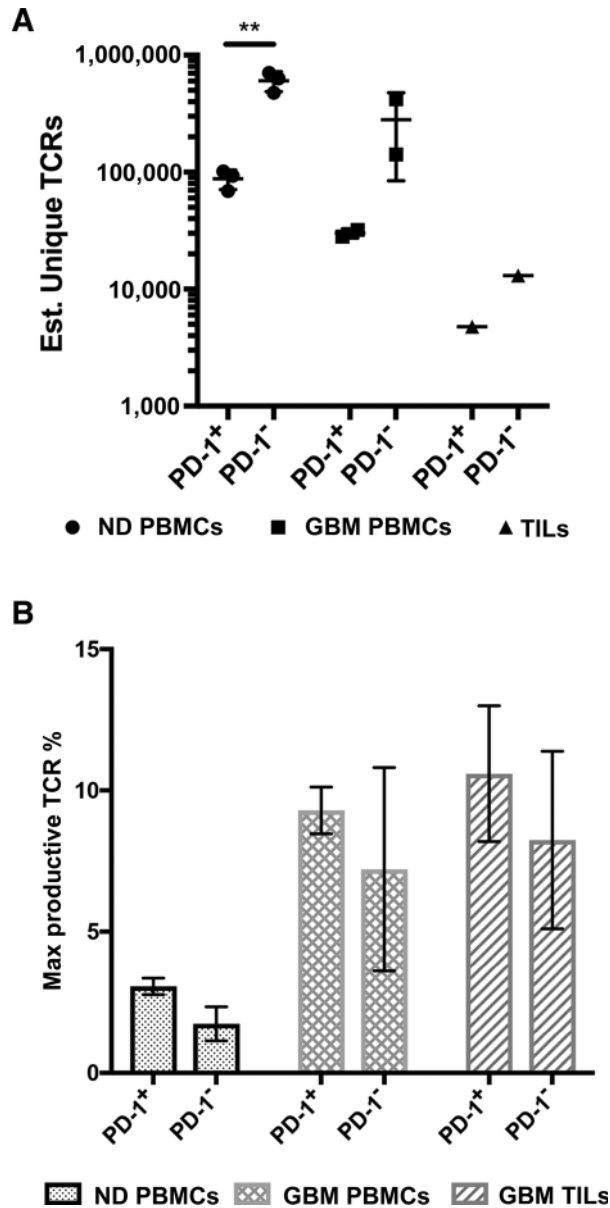 A
**
1,000,000
100,000
10,000
1,000
Est. Unique TCRs
PD-1+ PD-1- PD-1+ PD-1- PD-1+ PD-1-
ND PBMCs GBM PBMCs TILs
B
15
10
5
0
Max productive TCR %
PD-1+ PD-1- PD-1+ PD-1- PD-1+ PD-1-
ND PBMCs GBM PBMCs GBM TILs